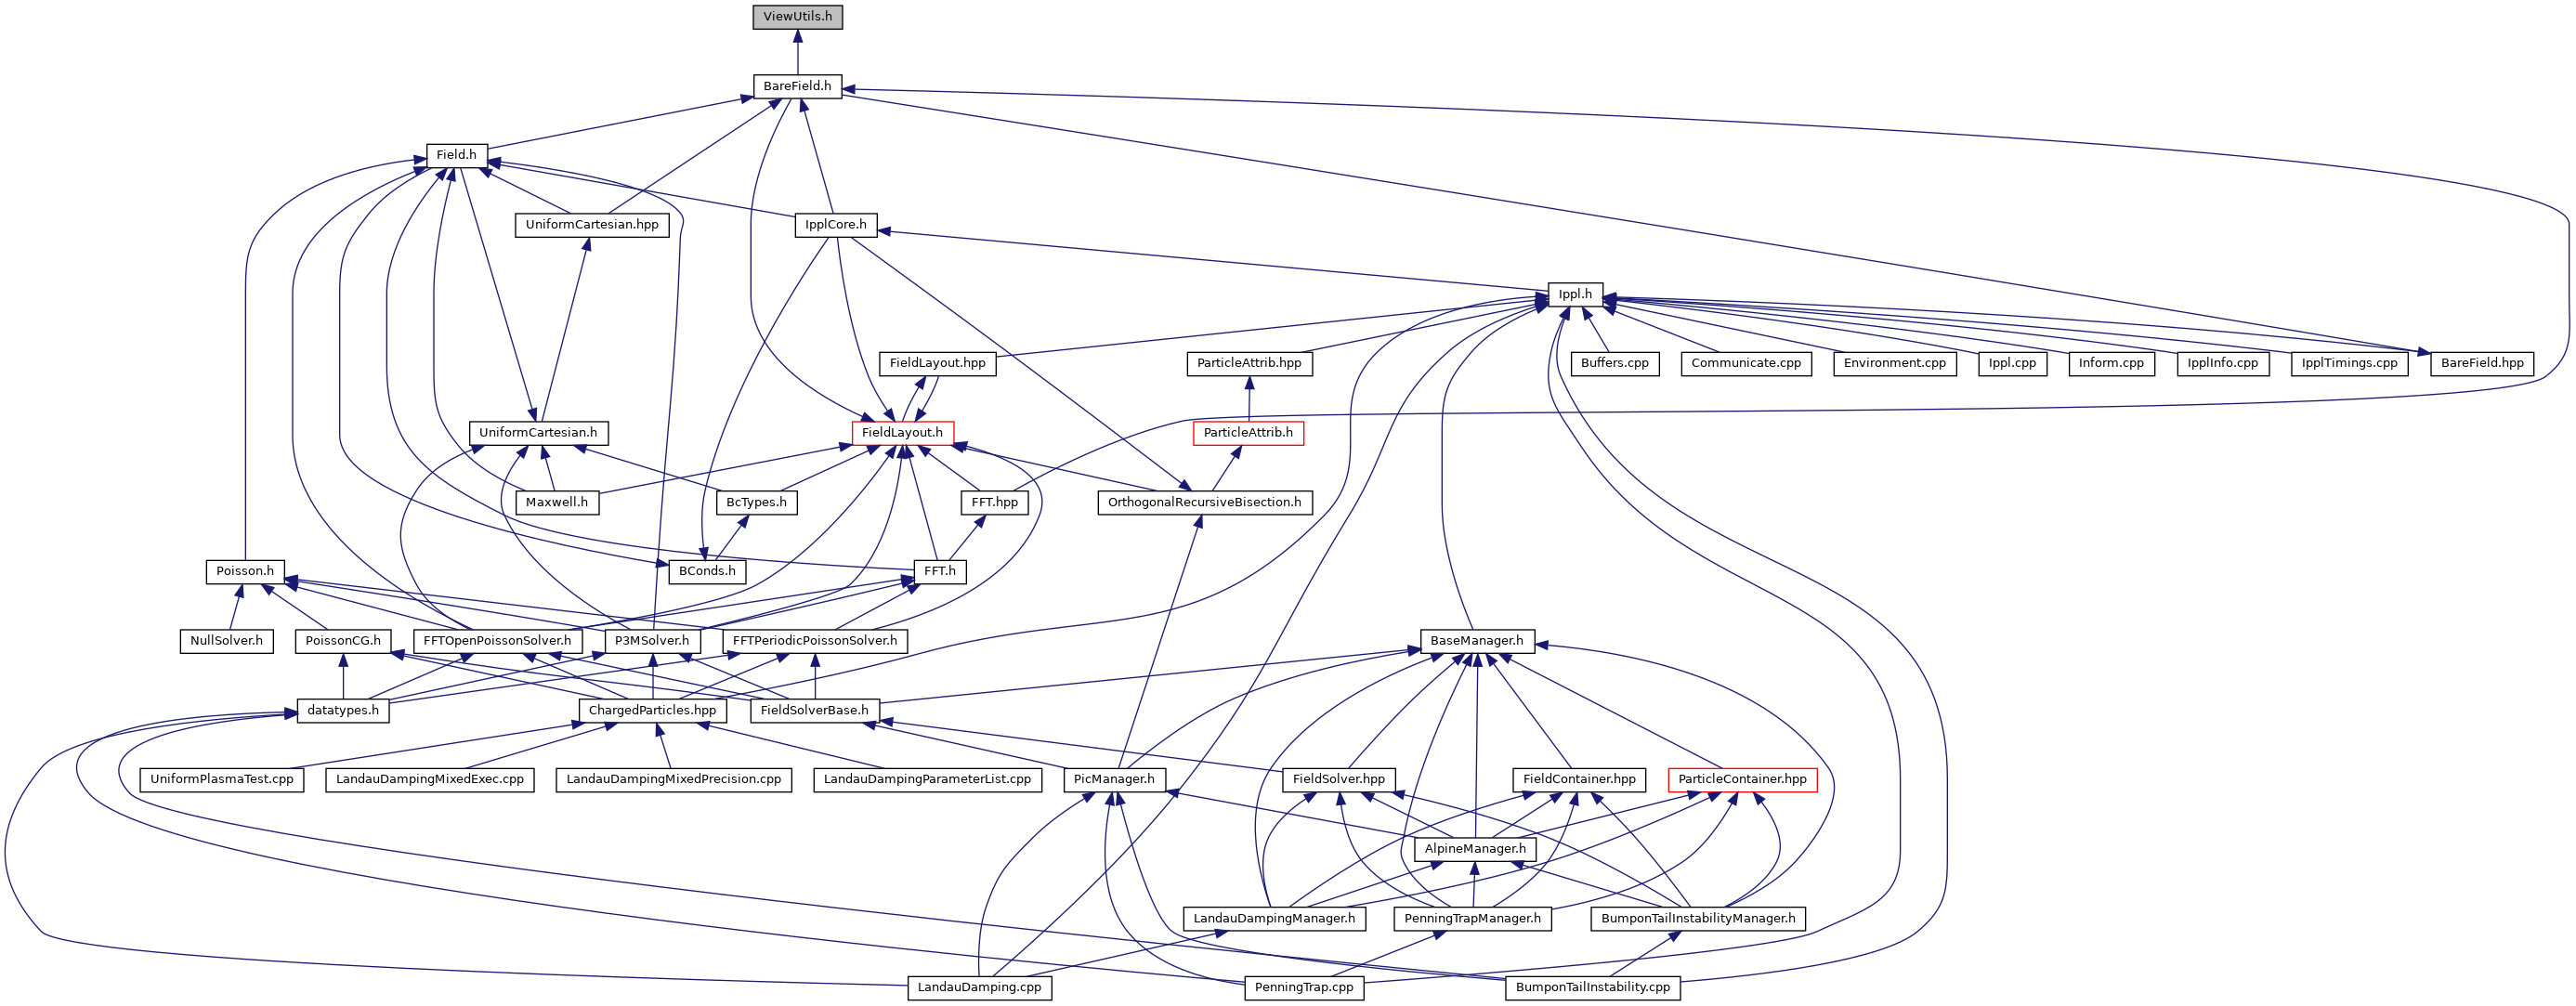 ViewUtils.h
BareField.h
Field.h
UniformCartesian.hpp
IpplCore.h
Ippl.h
FieldLayout.hpp
ParticleAttrib.hpp
Buffers.cpp
Communicate.cpp
Environment.cpp
Ippl.cpp
Inform.cpp
IpplInfo.cpp
IpplTimings.cpp
BareField.hpp
UniformCartesian.h
FieldLayout.h
ParticleAttrib.h
Maxwell.h
BcTypes.h
FFT.hpp
OrthogonalRecursiveBisection.h
Poisson.h
BConds.h
FFT.h
NullSolver.h
PoissonCG.h
FFTOpenPoissonSolver.h
P3MSolver.h
FFTPeriodicPoissonSolver.h
BaseManager.h
datatypes.h
ChargedParticles.hpp
FieldSolverBase.h
UniformPlasmaTest.cpp
LandauDampingMixedExec.cpp
LandauDampingMixedPrecision.cpp
LandauDampingParameterList.cpp
PicManager.h
FieldSolver.hpp
FieldContainer.hpp
ParticleContainer.hpp
AlpineManager.h
LandauDampingManager.h
PenningTrapManager.h
BumponTailInstabilityManager.h
LandauDamping.cpp
PenningTrap.cpp
BumponTailInstability.cpp